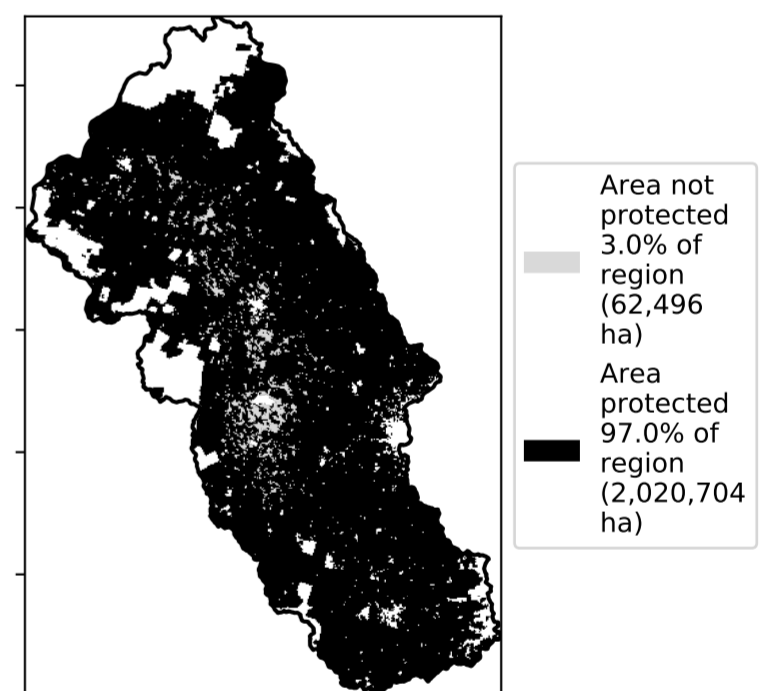 Area not
protected
3.0% of
region
(62,496
ha)
Area
protected
97.0% of
region
(2,020,704
ha)